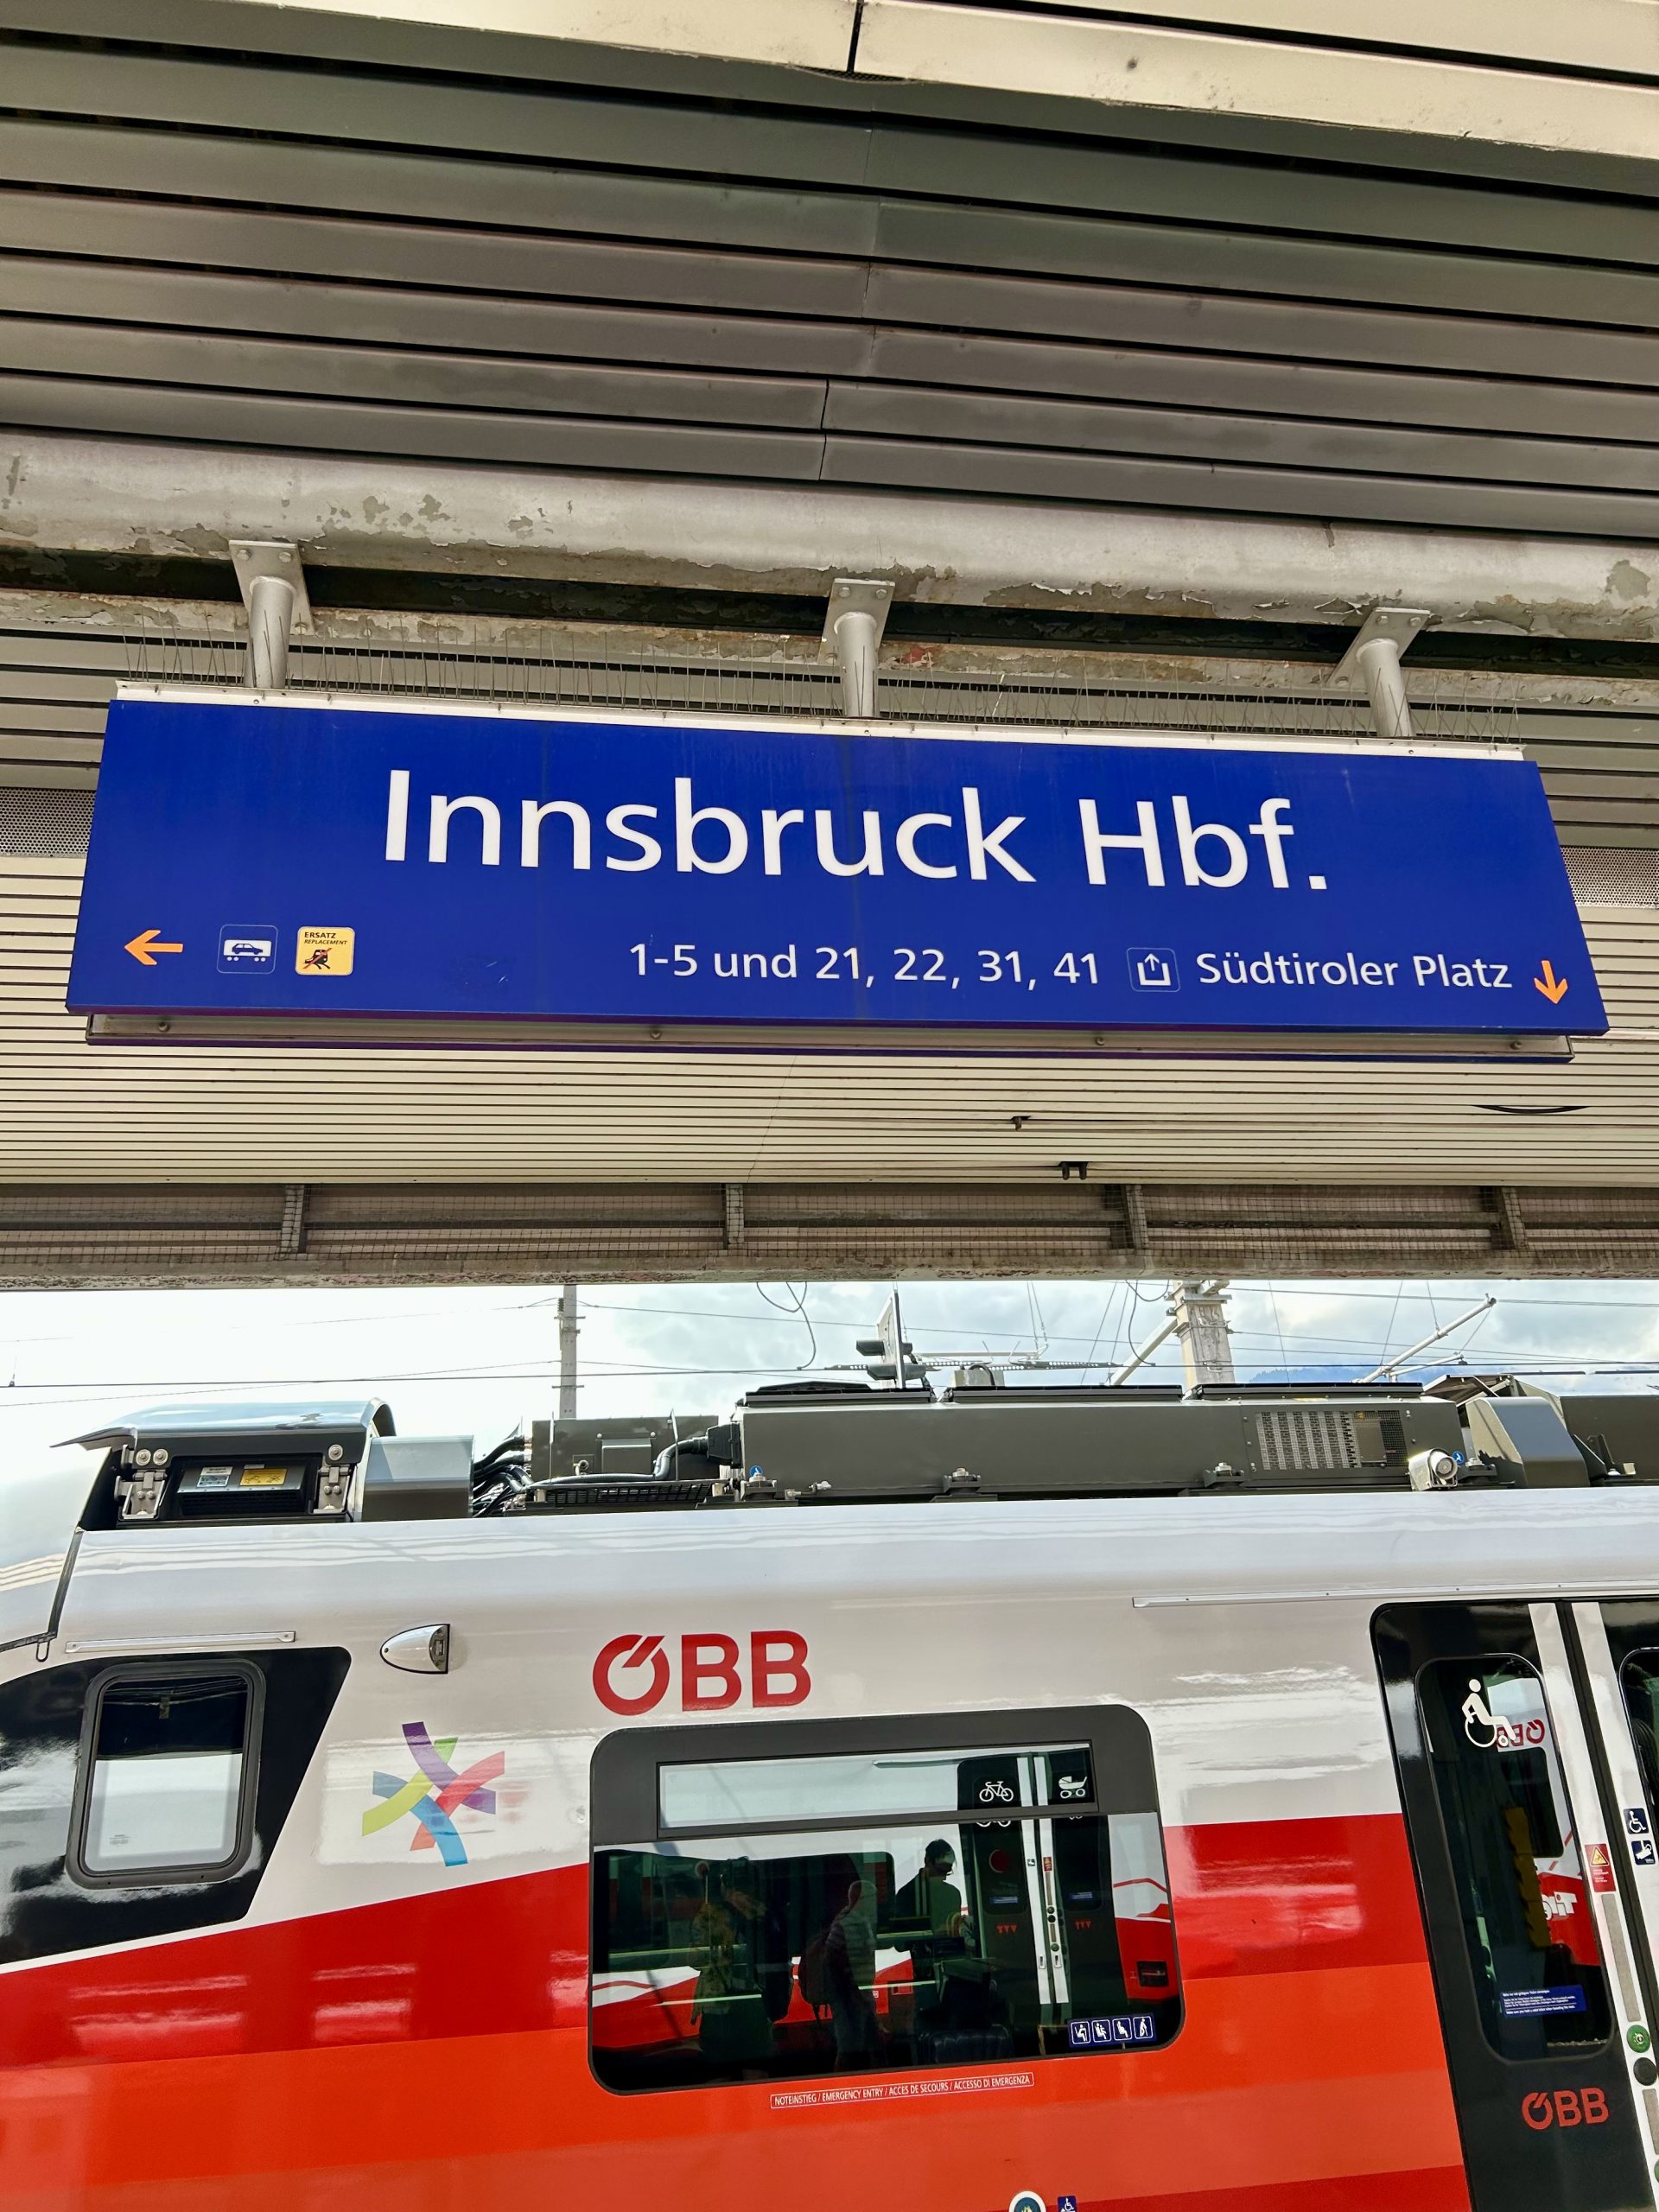 Innsbruck Hbf.
ERSATZ
REPLACEMENT
1-5 und 21, 22, 31, 41 Südtiroler Platz
ÖBB
NOTEINSTIEG / EMERGENCY ENTRY / ACCES DE SECOURS / ACCESSO DI EMERGENZA
ÖBB